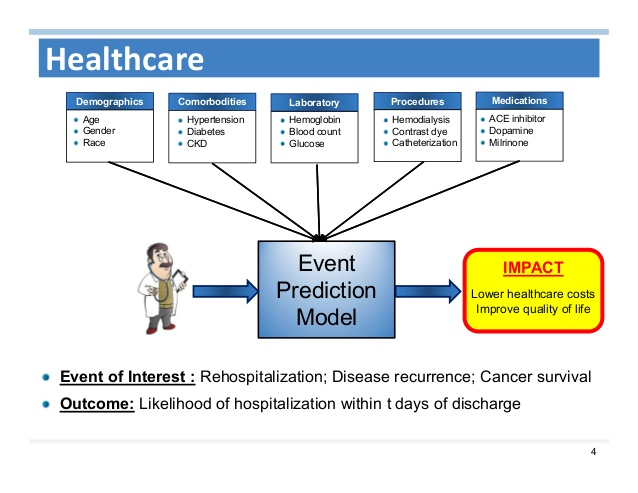 Healthcare
Demographics
Age
Gender
Race
Comorbodities
Hypertension
Diabetes
CKD
Laboratory
Hemoglobin
Blood count
Glucose
Procedures
Hemodialysis
Contrast dye
Catheterization
Medications
ACE inhibitor
Dopamine
Milrinone
Event
Prediction
Model
IMPACT
Lower healthcare costs
Improve quality of life
Event of Interest : Rehospitalization; Disease recurrence; Cancer survival
Outcome: Likelihood of hospitalization within t days of discharge
4